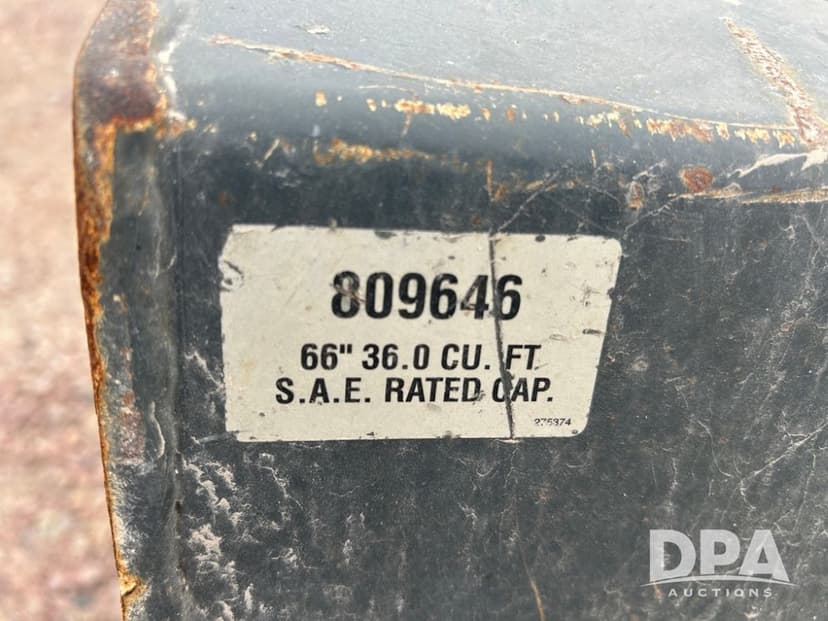 809646
66" 36.0 CU. FT
S.A.E. RATED CAP.
275374
DPA
AUCTIONS